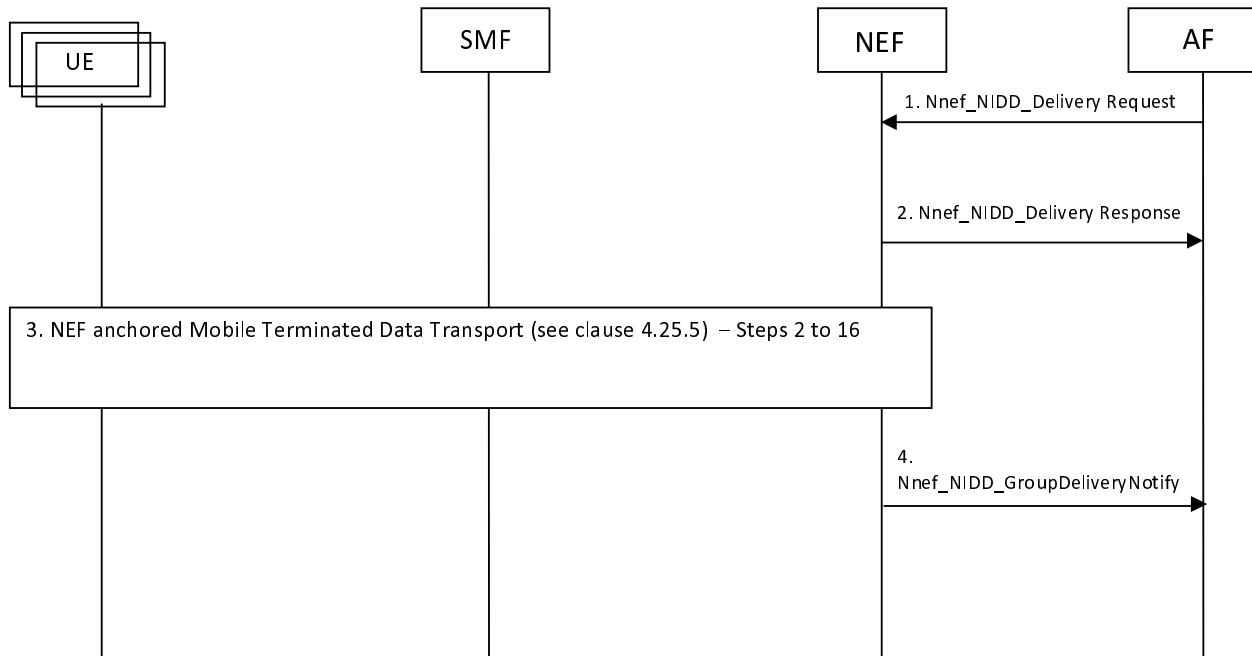 UE
SMF
NEF
AF
1. Nnef_NIDD_Delivery Request
2. Nnef_NIDD_Delivery Response
3. NEF anchored Mobile Terminated Data Transport (see clause 4.25.5) – Steps 2 to 16
4.
Nnef_NIDD_GroupDeliveryNotify